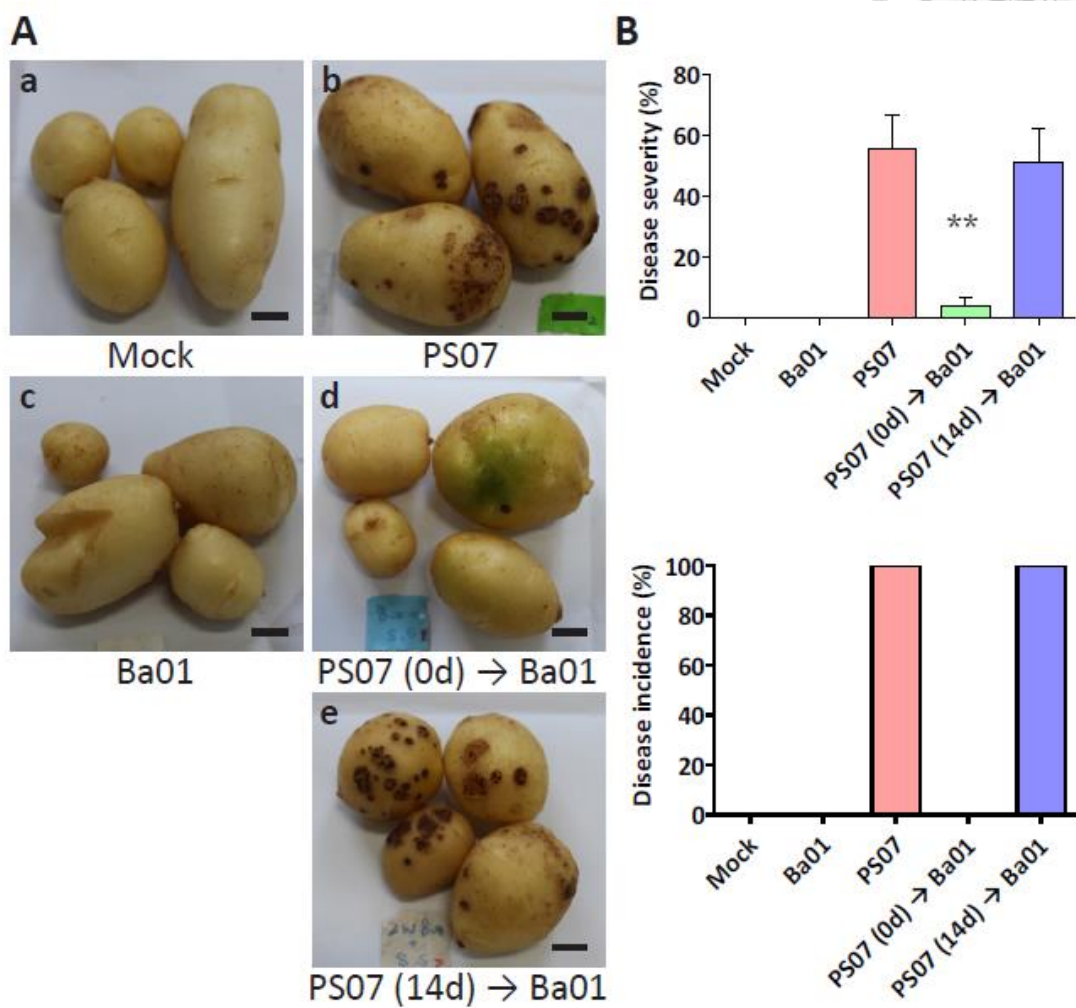 A
a
Mock
b
PS07
c
Ba01
d
PS07 (0d) → Ba01
e
PS07 (14d) → Ba01
B
Disease severity (%)
80
60
40
20
0
**
Mock
Ba01
PS07
PS07 (0d) → Ba01
PS07 (14d) → Ba01
Disease incidence (%)
100
80
60
40
20
0
Mock
Ba01
PS07
PS07 (0d) → Ba01
PS07 (14d) → Ba01